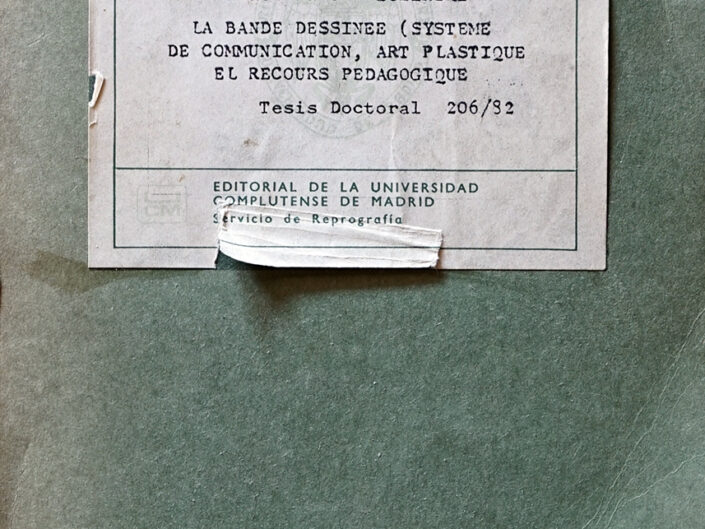 LA BANDE DESSINEE (SYSTEME
DE COMMUNICATION, ART PLASTIQUE
EL RECOURS PEDAGOGIQUE
Tesis Doctoral 206/82
EDITORIAL DE LA UNIVERSIDAD
COMPLUTENSE DE MADRID
Servicio de Reprografía